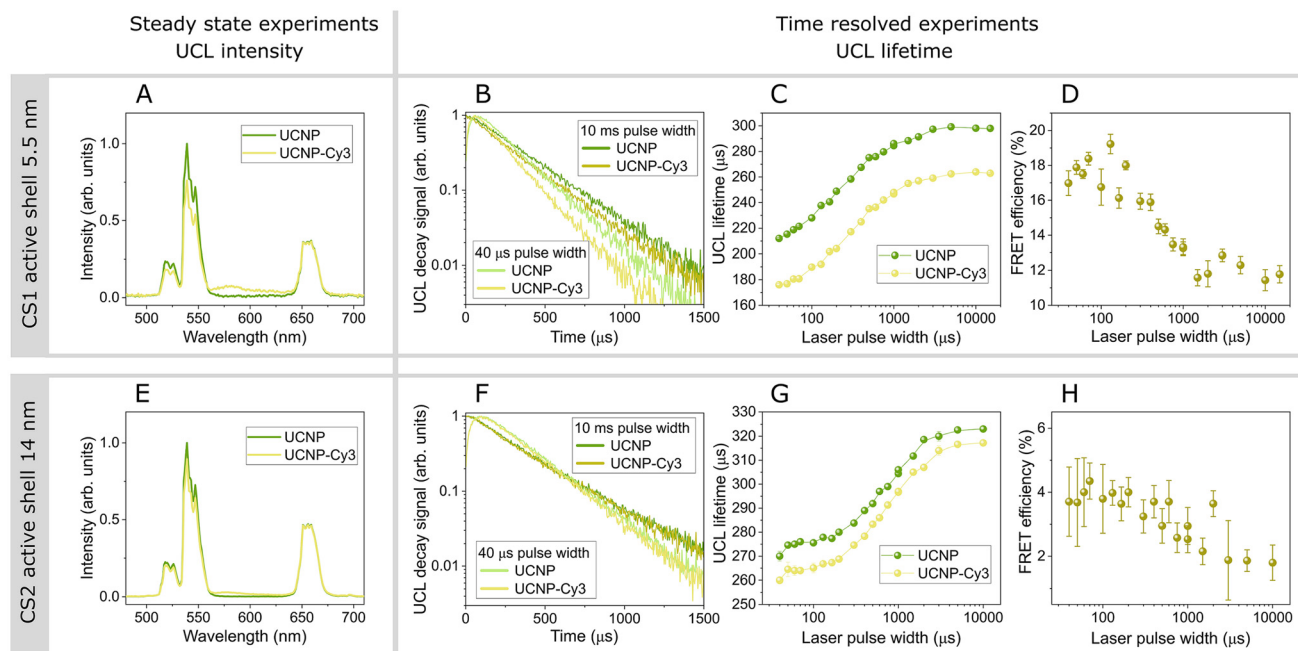 Steady state experiments
UCL intensity
Time resolved experiments
UCL lifetime
CS1 active shell 5.5 nm
A
Intensity (arb. units)
1.0
0.5
0.0
UCNP
UCNP-Cy3
500 550 600 650 700
Wavelength (nm)
B
UCL decay signal (arb. units)
1
0.1
0.01
10 ms pulse width
UCNP
UCNP-Cy3
40 μs pulse width
UCNP
UCNP-Cy3
0 500 1000 1500
Time (μs)
C
UCL lifetime (μs)
300
280
260
240
220
200
180
160
UCNP
UCNP-Cy3
100 1000 10000
Laser pulse width (μs)
D
FRET efficiency (%)
20
18
16
14
12
10
100 1000 10000
Laser pulse width (μs)
CS2 active shell 14 nm
E
Intensity (arb. units)
1.0
0.5
0.0
UCNP
UCNP-Cy3
500 550 600 650 700
Wavelength (nm)
F
UCL decay signal (arb. units)
1
0.1
0.01
10 ms pulse width
UCNP
UCNP-Cy3
40 μs pulse width
UCNP
UCNP-Cy3
0 500 1000 1500
Time (μs)
G
UCL lifetime (μs)
330
320
310
300
290
280
270
260
250
UCNP
UCNP-Cy3
100 1000 10000
Laser pulse width (μs)
H
FRET efficiency (%)
6
4
2
100 1000 10000
Laser pulse width (μs)